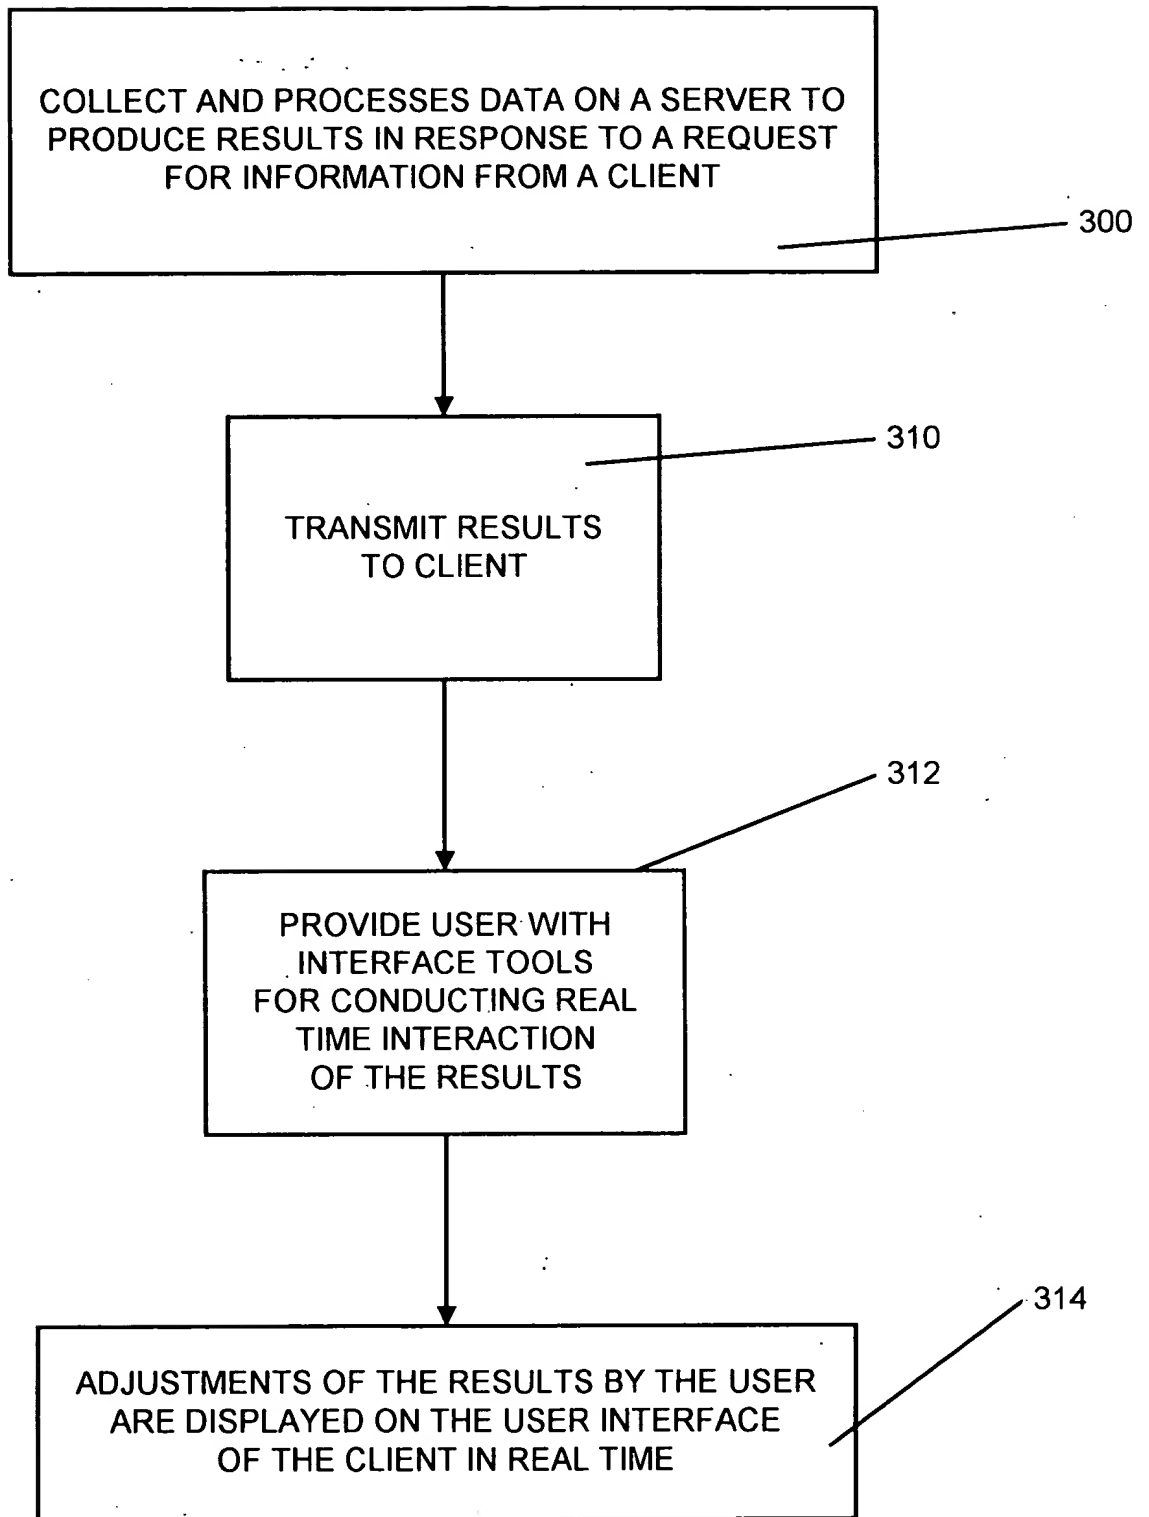 COLLECT AND PROCESSES DATA ON A SERVER TO
PRODUCE RESULTS IN RESPONSE TO A REQUEST
FOR INFORMATION FROM A CLIENT
300
310
TRANSMIT RESULTS
TO CLIENT
312
PROVIDE USER WITH
INTERFACE TOOLS
FOR CONDUCTING REAL
TIME INTERACTION
OF THE RESULTS
314
ADJUSTMENTS OF THE RESULTS BY THE USER
ARE DISPLAYED ON THE USER INTERFACE
OF THE CLIENT IN REAL TIME